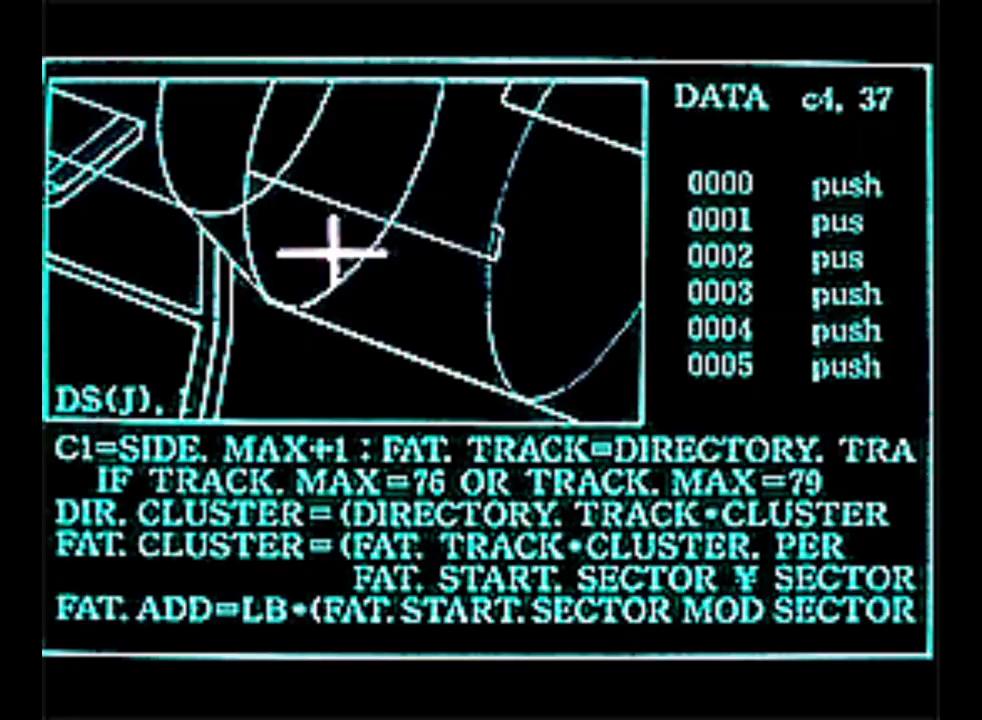 DATA c4, 37
0000 push
0001 pus
0002 pus
0003 push
0004 push
0005 push
DS(J),
C1=SIDE. MAX+1 : FAT. TRACK=DIRECTORY. TRA
IF TRACK. MAX=76 OR TRACK. MAX=79
DIR. CLUSTER=(DIRECTORY. TRACK*CLUSTER
FAT. CLUSTER=(FAT. TRACK*CLUSTER. PER
FAT. START. SECTOR ¥ SECTOR
FAT. ADD=LB*(FAT. START. SECTOR MOD SECTOR